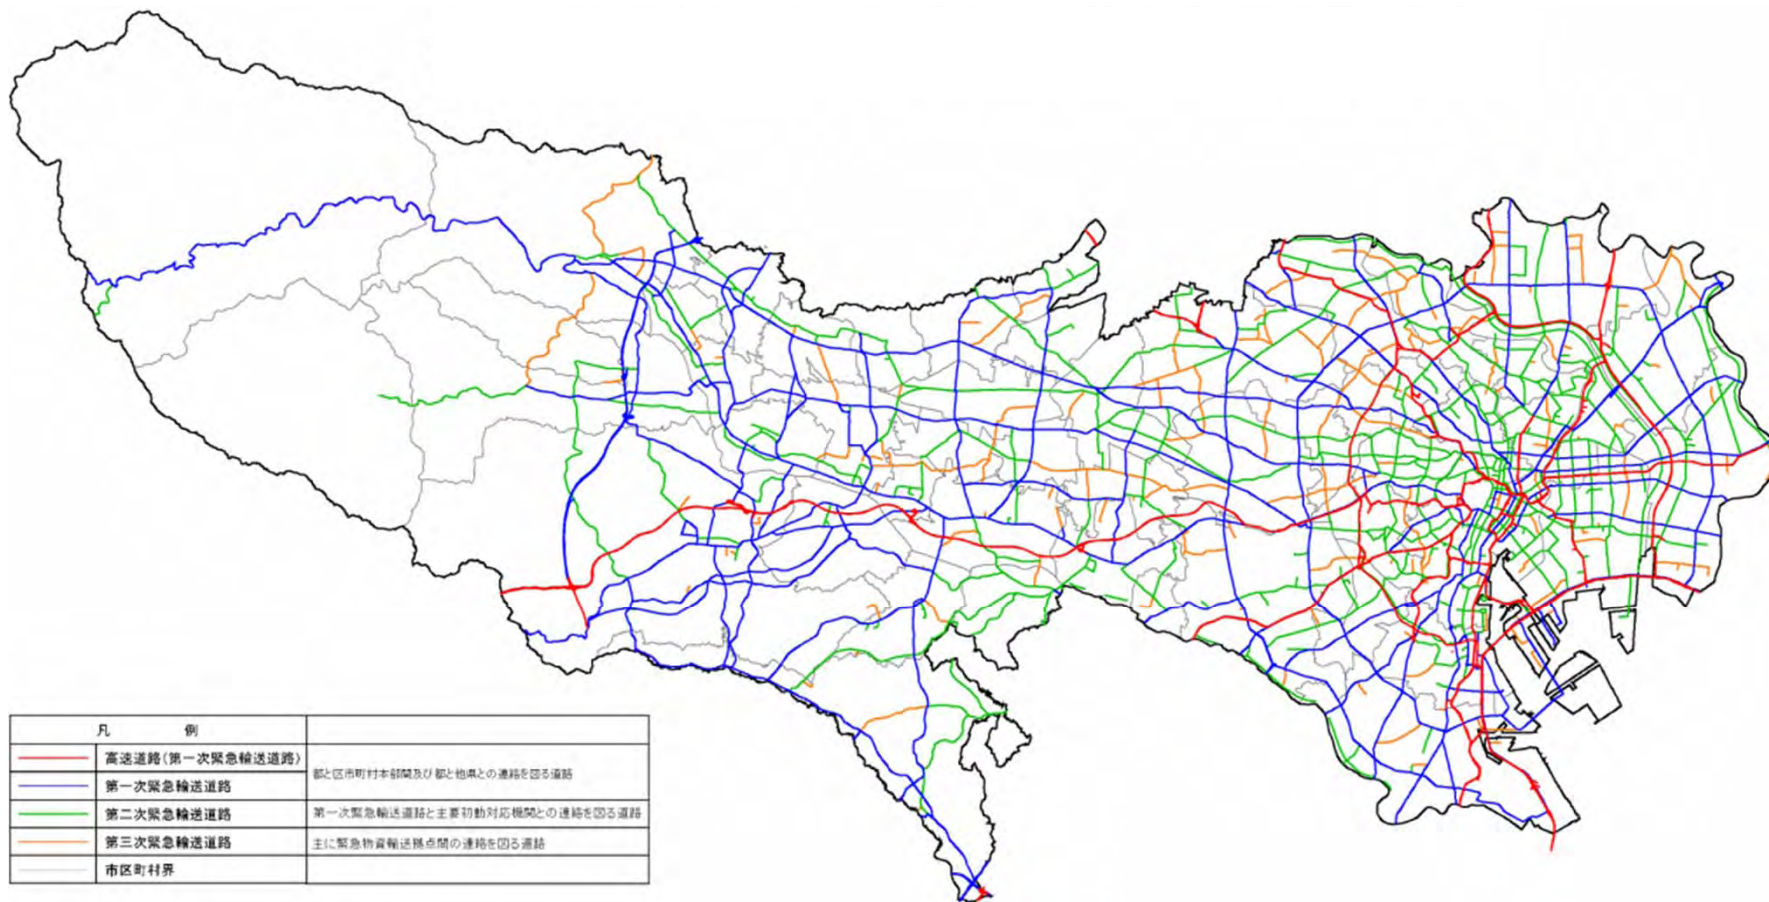 凡 例
高速道路(第一次緊急輸送道路)
都と区市町村本部間及び都と他県との連絡を図る道路
第一次緊急輸送道路
第二次緊急輸送道路
第一次緊急輸送道路と主要初動対応機関との連絡を図る道路
第三次緊急輸送道路
主に緊急物資輸送拠点間の連絡を図る道路
市区町村界